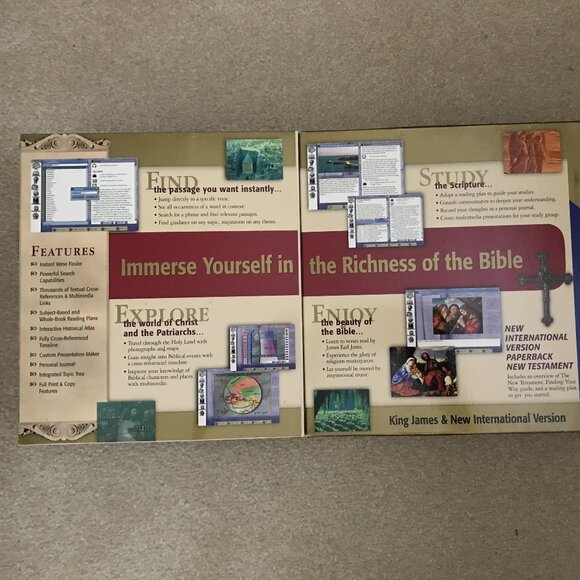 FIND
the passage you want instantly...
• Jump directly to a specific verse.
• See all occurrences of a word in context.
• Search for a phrase and find relevant passages.
• Find guidance on any topic, inspiration on any theme.
STUDY
the Scripture...
• Adopt a reading plan to guide your studies.
• Consult commentaries to deepen your understanding.
• Record your thoughts in a personal journal.
• Create multimedia presentations for your study group.
FEATURES
Instant Verse Finder
Powerful Search
Capabilities
Thousands of Textual Cross-
References & Multimedia
Links
Subject-Based and
Whole-Book Reading Plans
Interactive Historical Atlas
Fully Cross-Referenced
Timeline
Custom Presentation Maker
Personal Journal
Integrated Topic Tree
Full Print & Copy
Features
Immerse Yourself in the Richness of the Bible
EXPLORE
the world of Christ
and the Patriarchs...
• Travel through the Holy Land with
photographs and maps.
• Gain insight into Biblical events with
a cross-referenced timeline.
• Improve your knowledge of
Biblical characters and places
with multimedia.
ENJOY
the beauty of
the Bible...
• Listen to verses read by
James Earl Jones.
• Experience the glory of
religious masterpieces.
• Let yourself be moved by
inspirational music.
NEW
INTERNATIONAL
VERSION
PAPERBACK
NEW TESTAMENT
Includes an overview of The
New Testament, Finding Your
Way guide, and a reading plan
to get you started.
King James & New International Version